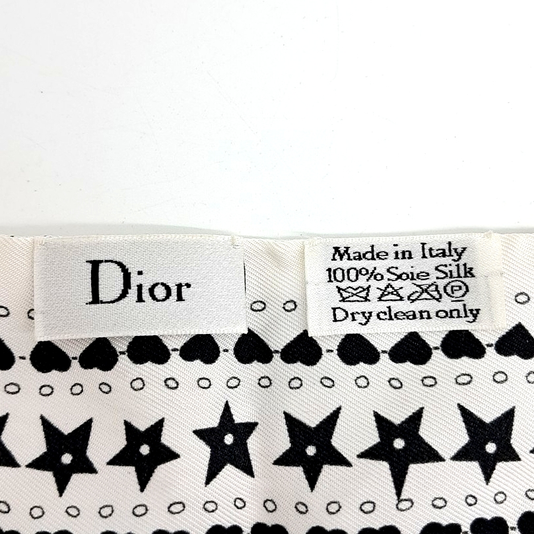 Dior
Made in Italy
100% Soie Silk
P
Dry clean only